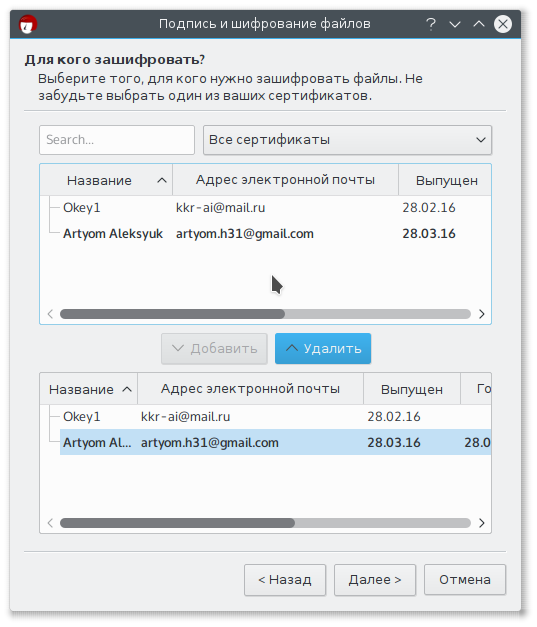 Подпись и шифрование файлов
Для кого зашифровать?
Выберите того, для кого нужно зашифровать файлы. Не
забудьте выбрать один из ваших сертификатов.
Search...
Все сертификаты
Название Адрес электронной почты Выпущен
Okey1 kkr-ai@mail.ru 28.02.16
Artyom Aleksyuk artyom.h31@gmail.com 28.03.16
Добавить Удалить
Название Адрес электронной почты Выпущен Го
Okey1 kkr-ai@mail.ru 28.02.16
Artyom Al... artyom.h31@gmail.com 28.03.16 28.0
< Назад Далее > Отмена